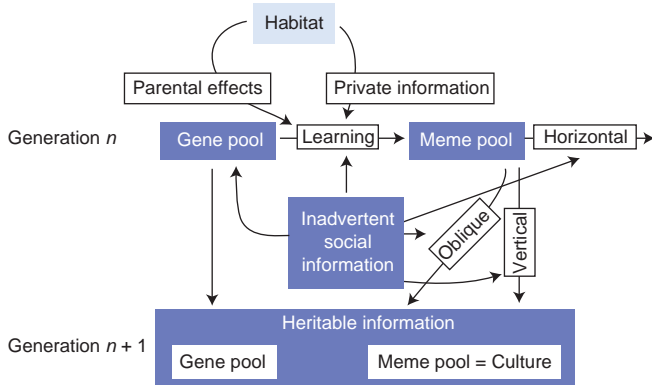 Habitat
Parental effects
Private information
Generation n
Gene pool
Learning
Meme pool
Horizontal
Inadvertent
social
information
Oblique
Vertical
Heritable information
Generation n + 1
Gene pool
Meme pool = Culture